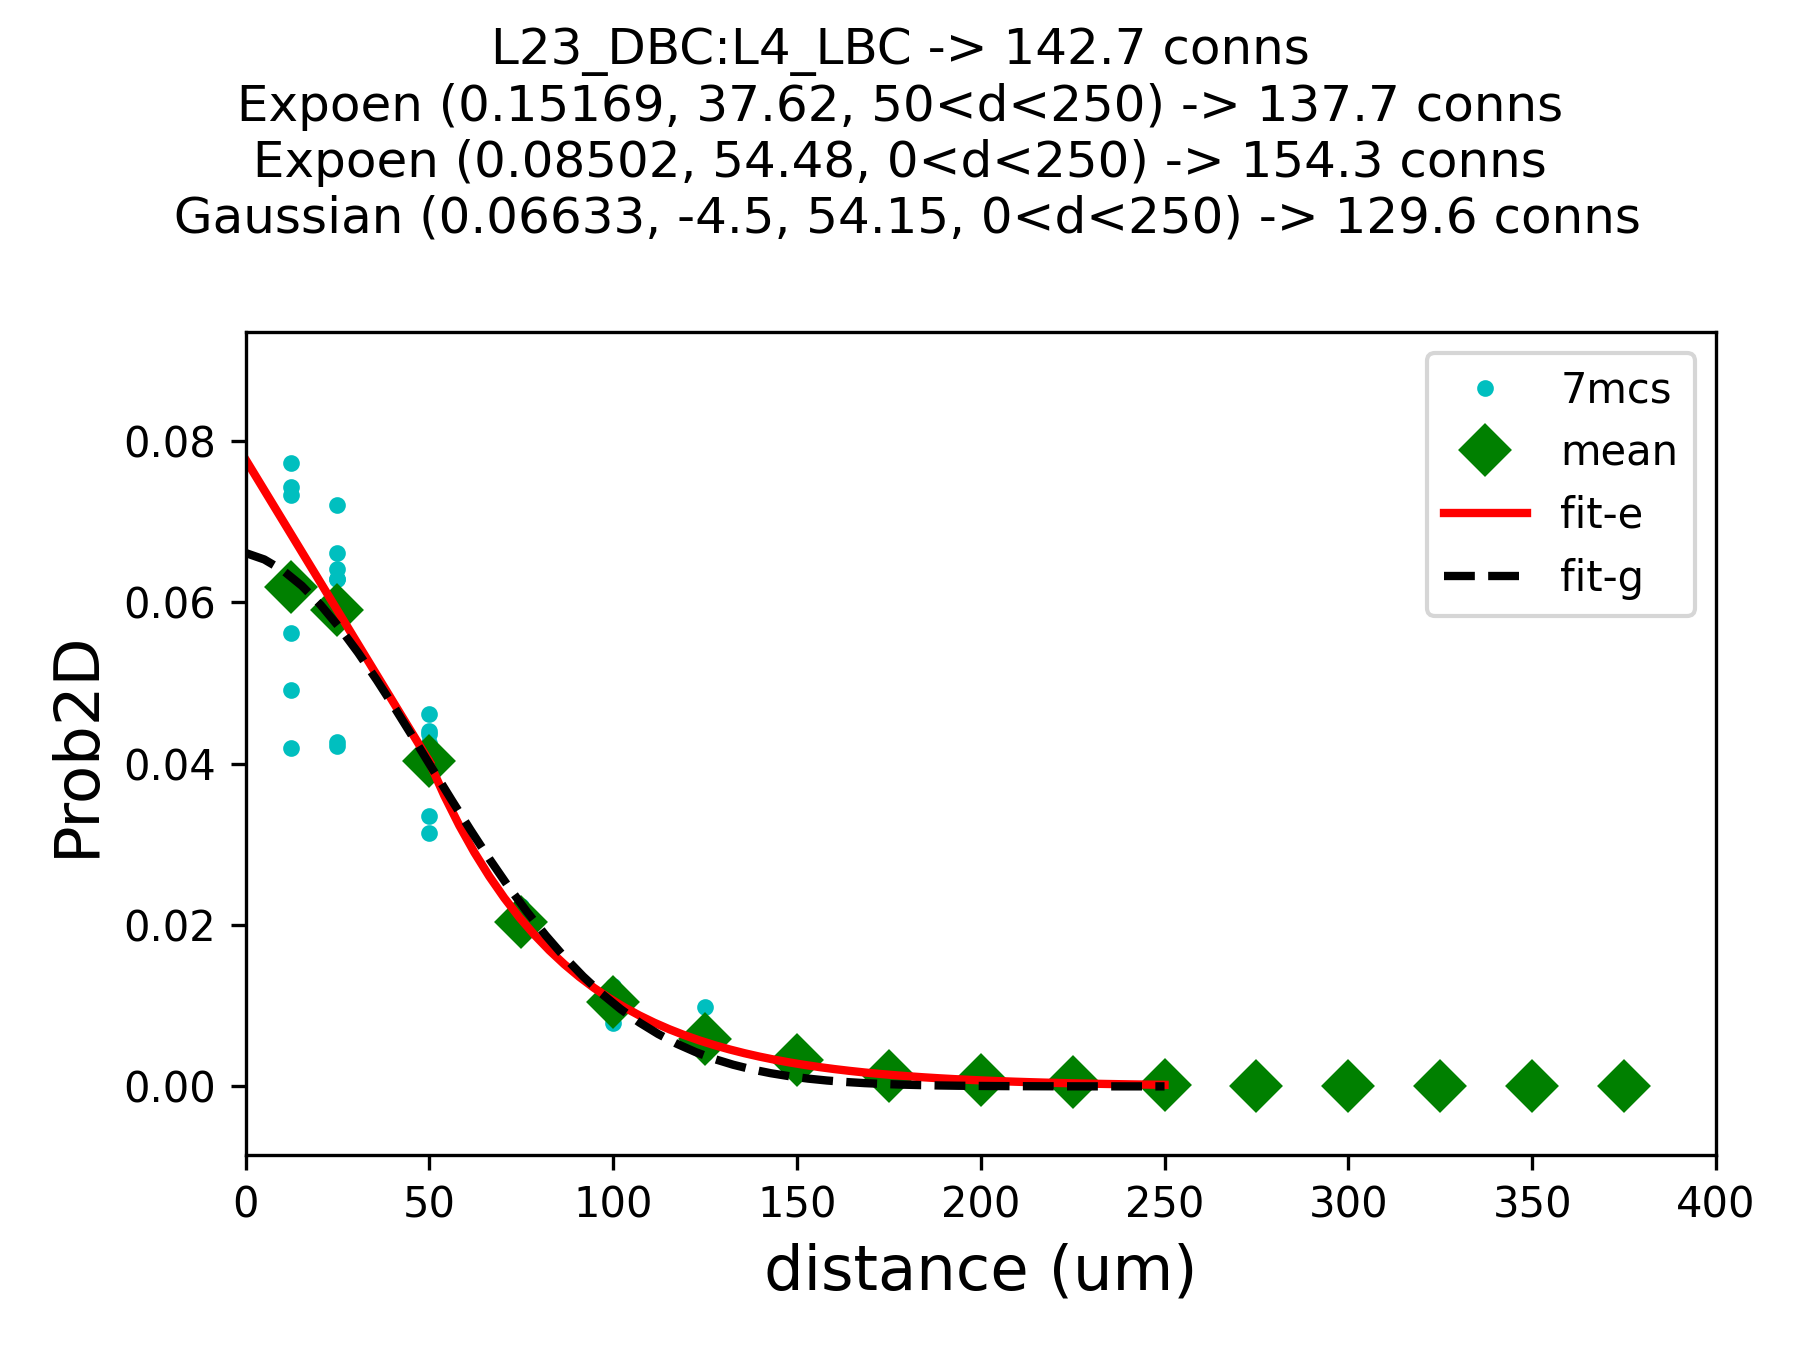 L23_DBC:L4_LBC -> 142.7 conns
Expoen (0.15169, 37.62, 50<d<250) -> 137.7 conns
Expoen (0.08502, 54.48, 0<d<250) -> 154.3 conns
Gaussian (0.06633, -4.5, 54.15, 0<d<250) -> 129.6 conns
7mcs
mean
fit-e
fit-g
Prob2D
0.08
0.06
0.04
0.02
0.00
0 50 100 150 200 250 300 350 400
distance (um)